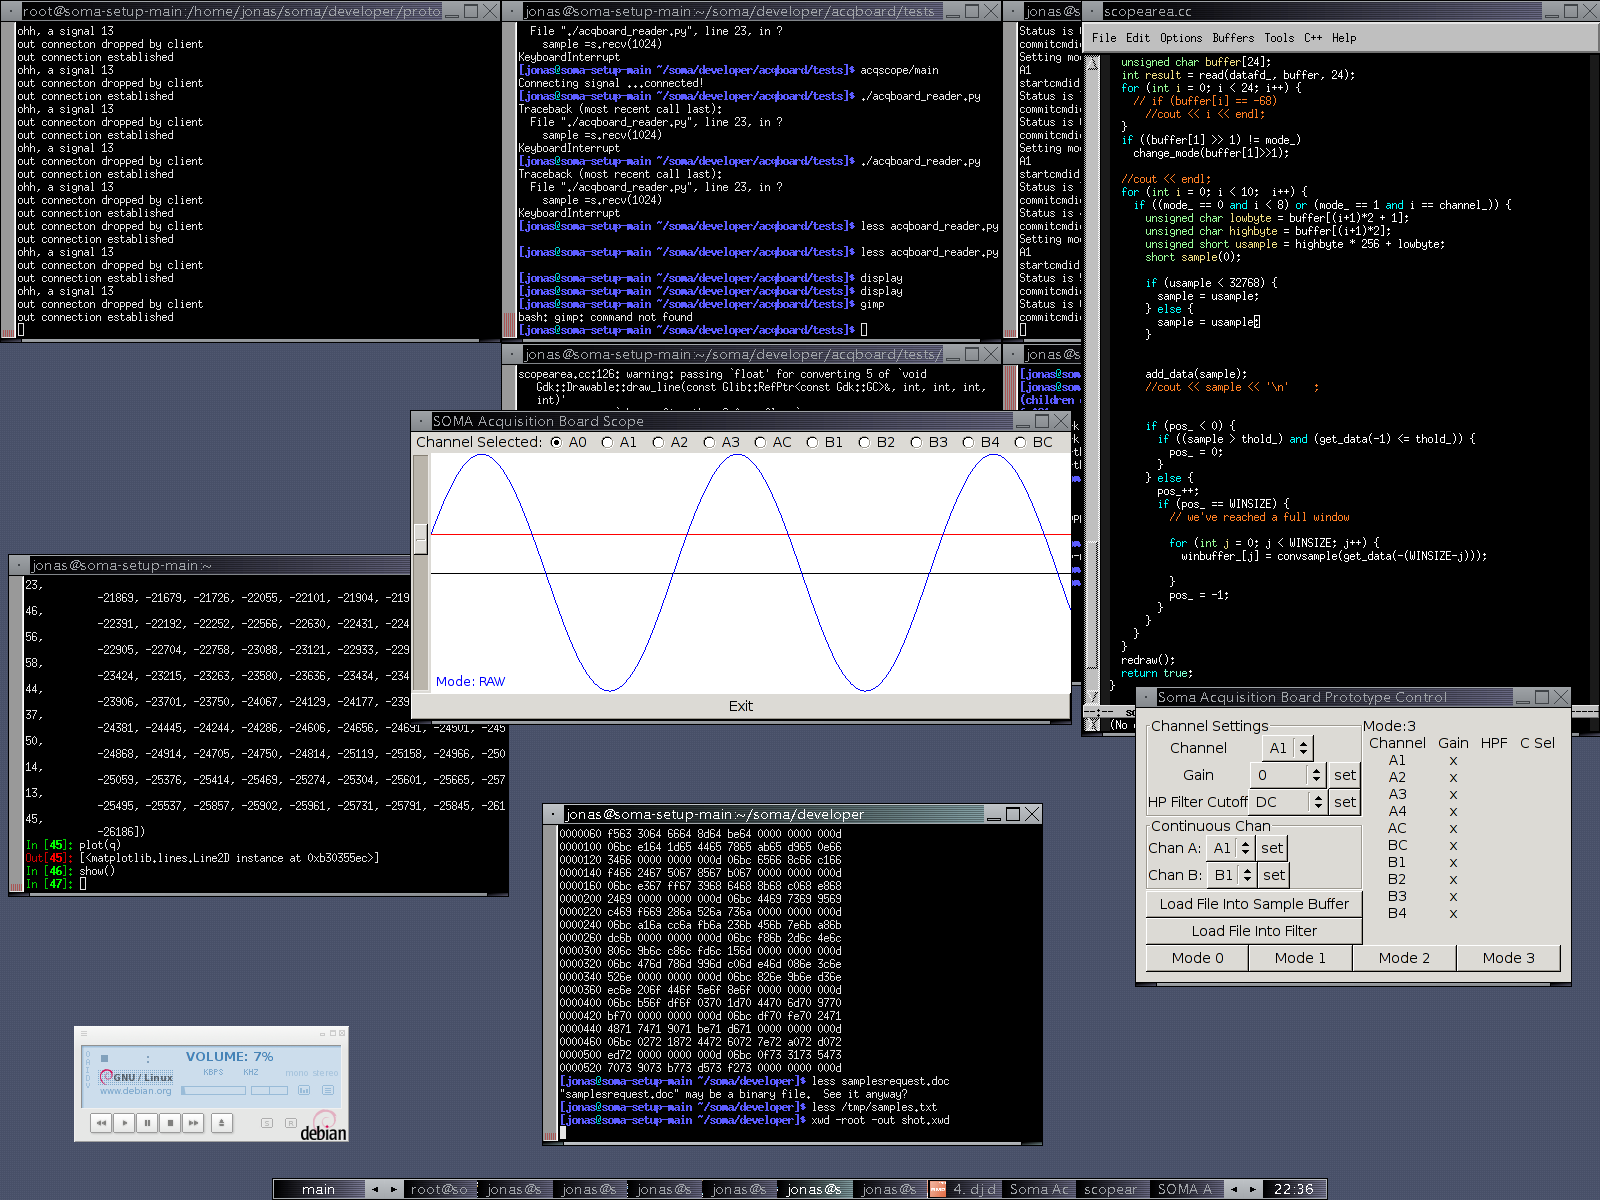 root@soma-setup-main:/home/jonas/soma/developer/proto
ohh, a signal 13
out connecton dropped by client
out connection established
ohh, a signal 13
out connecton dropped by client
out connection established
ohh, a signal 13
out connecton dropped by client
out connection established
ohh, a signal 13
out connecton dropped by client
out connection established
ohh, a signal 13
out connecton dropped by client
out connection established
out connecton dropped by client
out connection established
ohh, a signal 13
out connecton dropped by client
out connection established
ohh, a signal 13
out connecton dropped by client
out connection established
jonas@soma-setup-main:~/soma/developer/acqboard/tests
File "./acqboard_reader.py", line 23, in ?
sample =s.recv(1024)
KeyboardInterrupt
[jonas@soma-setup-main ~/soma/developer/acqboard/tests]$ acqscope/main
Connecting signal ...connected!
[jonas@soma-setup-main ~/soma/developer/acqboard/tests]$ ./acqboard_reader.py
Traceback (most recent call last):
File "./acqboard_reader.py", line 23, in ?
sample =s.recv(1024)
KeyboardInterrupt
[jonas@soma-setup-main ~/soma/developer/acqboard/tests]$ ./acqboard_reader.py
Traceback (most recent call last):
File "./acqboard_reader.py", line 23, in ?
sample =s.recv(1024)
KeyboardInterrupt
[jonas@soma-setup-main ~/soma/developer/acqboard/tests]$ less acqboard_reader.py
[jonas@soma-setup-main ~/soma/developer/acqboard/tests]$ less acqboard_reader.py
[jonas@soma-setup-main ~/soma/developer/acqboard/tests]$ display
[jonas@soma-setup-main ~/soma/developer/acqboard/tests]$ display
[jonas@soma-setup-main ~/soma/developer/acqboard/tests]$ gimp
bash: gimp: command not found
[jonas@soma-setup-main ~/soma/developer/acqboard/tests]$
jonas@s
Status is
commitcmdi
Setting mo
A1
startcmdid
Status is
commitcmdi
Status is
commitcmdi
Setting mo
A1
startcmdi
Status is
commitcmdi
Status is
commitcmdi
Setting mo
A1
startcmdid
Status is
commitcmdi
Status is
commitcmdi
scopearea.cc
File Edit Options Buffers Tools C++ Help
unsigned char buffer[24];
int result = read(datafd_, buffer, 24);
for (int i = 0; i < 24; i++) {
// if (buffer[i] == -68)
//cout << i << endl;
}
if ((buffer[1] >> 1) != mode_)
change_mode(buffer[1]>>1);
//cout << endl;
for (int i = 0; i < 10;  i++) {
if ((mode_ == 0 and i < 8) or (mode_ == 1 and i == channel_)) {
unsigned char lowbyte = buffer[(i+1)*2 + 1];
unsigned char highbyte = buffer[(i+1)*2];
unsigned short usample = highbyte * 256 + lowbyte;
short sample(0);
if (usample < 32768) {
sample = usample;
} else {
sample = usample;
}
add_data(sample);
//cout << sample << '\n'    ;
if (pos_ < 0) {
if ((sample > thold_) and (get_data(-1) <= thold_)) {
pos_ = 0;
}
} else {
pos_++;
if (pos_ == WINSIZE) {
// we've reached a full window
for (int j = 0; j < WINSIZE; j++) {
winbuffer_[j] = convsample(get_data(-(WINSIZE-j)));
}
pos_ = -1;
}
}
}
}
redraw();
return true;
}
(No
jonas@soma-setup-main:~/soma/developer/acqboard/tests/
scopearea.cc:126: warning: passing `float' for converting 5 of `void
Gdk::Drawable::draw_line(const Glib::RefPtr<const Gdk::GC>&, int, int, int,
int)'
jonas@s
[jonas@som
[jonas@som
(children
SOMA Acquisition Board Scope
Channel Selected: A0 A1 A2 A3 AC B1 B2 B3 B4 BC
Mode: RAW
Exit
jonas@soma-setup-main:~
23,
-21869, -21679, -21726, -22055, -22101, -21904, -219
46,
-22391, -22192, -22252, -22566, -22630, -22431, -224
56,
-22905, -22704, -22758, -23088, -23121, -22933, -229
58,
-23424, -23215, -23263, -23580, -23636, -23434, -234
44,
-23906, -23701, -23750, -24067, -24129, -24177, -239
37,
-24381, -24445, -24244, -24286, -24606, -24656, -24691, -24501, -245
50,
-24868, -24914, -24705, -24750, -24814, -25119, -25158, -24966, -250
14,
-25059, -25376, -25414, -25469, -25274, -25304, -25601, -25665, -257
13,
-25495, -25537, -25857, -25902, -25961, -25731, -25791, -25845, -261
45,
-26186])
In [45]: plot(q)
Out[45]: [<matplotlib.lines.Line2D instance at 0xb30355ec>]
In [46]: show()
In [47]:
jonas@soma-setup-main:~/soma/developer
0000060 f563 3064 6664 8d64 be64 0000 0000 000d
0000100 06bc e164 1d65 4465 7865 ab65 d965 0e66
0000120 3466 0000 0000 000d 06bc 6566 8c66 c166
0000140 f466 2467 5067 8567 b067 0000 0000 000d
0000160 06bc e367 ff67 3968 6468 8b68 c068 e868
0000200 2469 0000 0000 000d 06bc 4469 7369 9569
0000220 c469 f669 286a 526a 736a 0000 0000 000d
0000240 06bc a16a cc6a fb6a 236b 456b 7e6b a86b
0000260 dc6b 0000 0000 000d 06bc f86b 2d6c 4e6c
0000300 806c 9b6c c86c fd6c 156d 0000 0000 000d
0000320 06bc 476d 786d 996d c06d e46d 086e 3c6e
0000340 526e 0000 0000 000d 06bc 826e 9b6e d36e
0000360 ec6e 206f 446f 5e6f 8e6f 0000 0000 000d
0000400 06bc b56f df6f 0370 1d70 4470 6d70 9770
0000420 bf70 0000 0000 000d 06bc df70 fe70 2471
0000440 4871 7471 9071 be71 d671 0000 0000 000d
0000460 06bc 0272 1872 4472 6072 7e72 a072 d072
0000500 ed72 0000 0000 000d 06bc 0f73 3173 5473
0000520 7073 9073 b773 d573 f273 0000 0000 000d
[jonas@soma-setup-main ~/soma/developer]$ less samplesrequest.doc
"samplesrequest.doc" may be a binary file.  See it anyway?
[jonas@soma-setup-main ~/soma/developer]$ less /tmp/samples.txt
[jonas@soma-setup-main ~/soma/developer]$ xwd -root -out shot.xwd
Soma Acquisition Board Prototype Control
Channel Settings
Channel A1
Gain 0 set
HP Filter Cutoff DC set
Continuous Chan
Chan A: A1 set
Chan B: B1 set
Load File Into Sample Buffer
Load File Into Filter
Mode 0 Mode 1 Mode 2 Mode 3
Mode:3
Channel Gain HPF C Sel
A1 x
A2 x
A3 x
A4 x
AC x
BC x
B1 x
B2 x
B3 x
B4 x
VOLUME: 7%
KBPS KHZ
mono stereo
GNU / Linux
www.debian.org
debian
main root@so jonas@s jonas@s jonas@s jonas@s jonas@s jonas@s 4. dj d Soma Ac scopear SOMA A 22:36